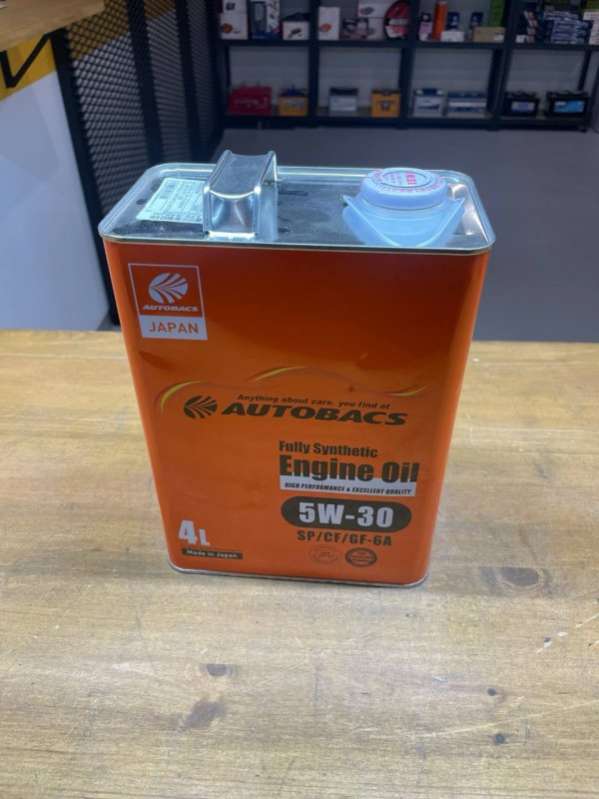 AUTOBACS
JAPAN
Anything about cars, you find at
AUTOBACS
Fully Synthetic
Engine Oil
HIGH PERFORMANCE & EXCELLENT QUALITY
5W-30
SP/CF/GF-6A
4L
Made in Japan